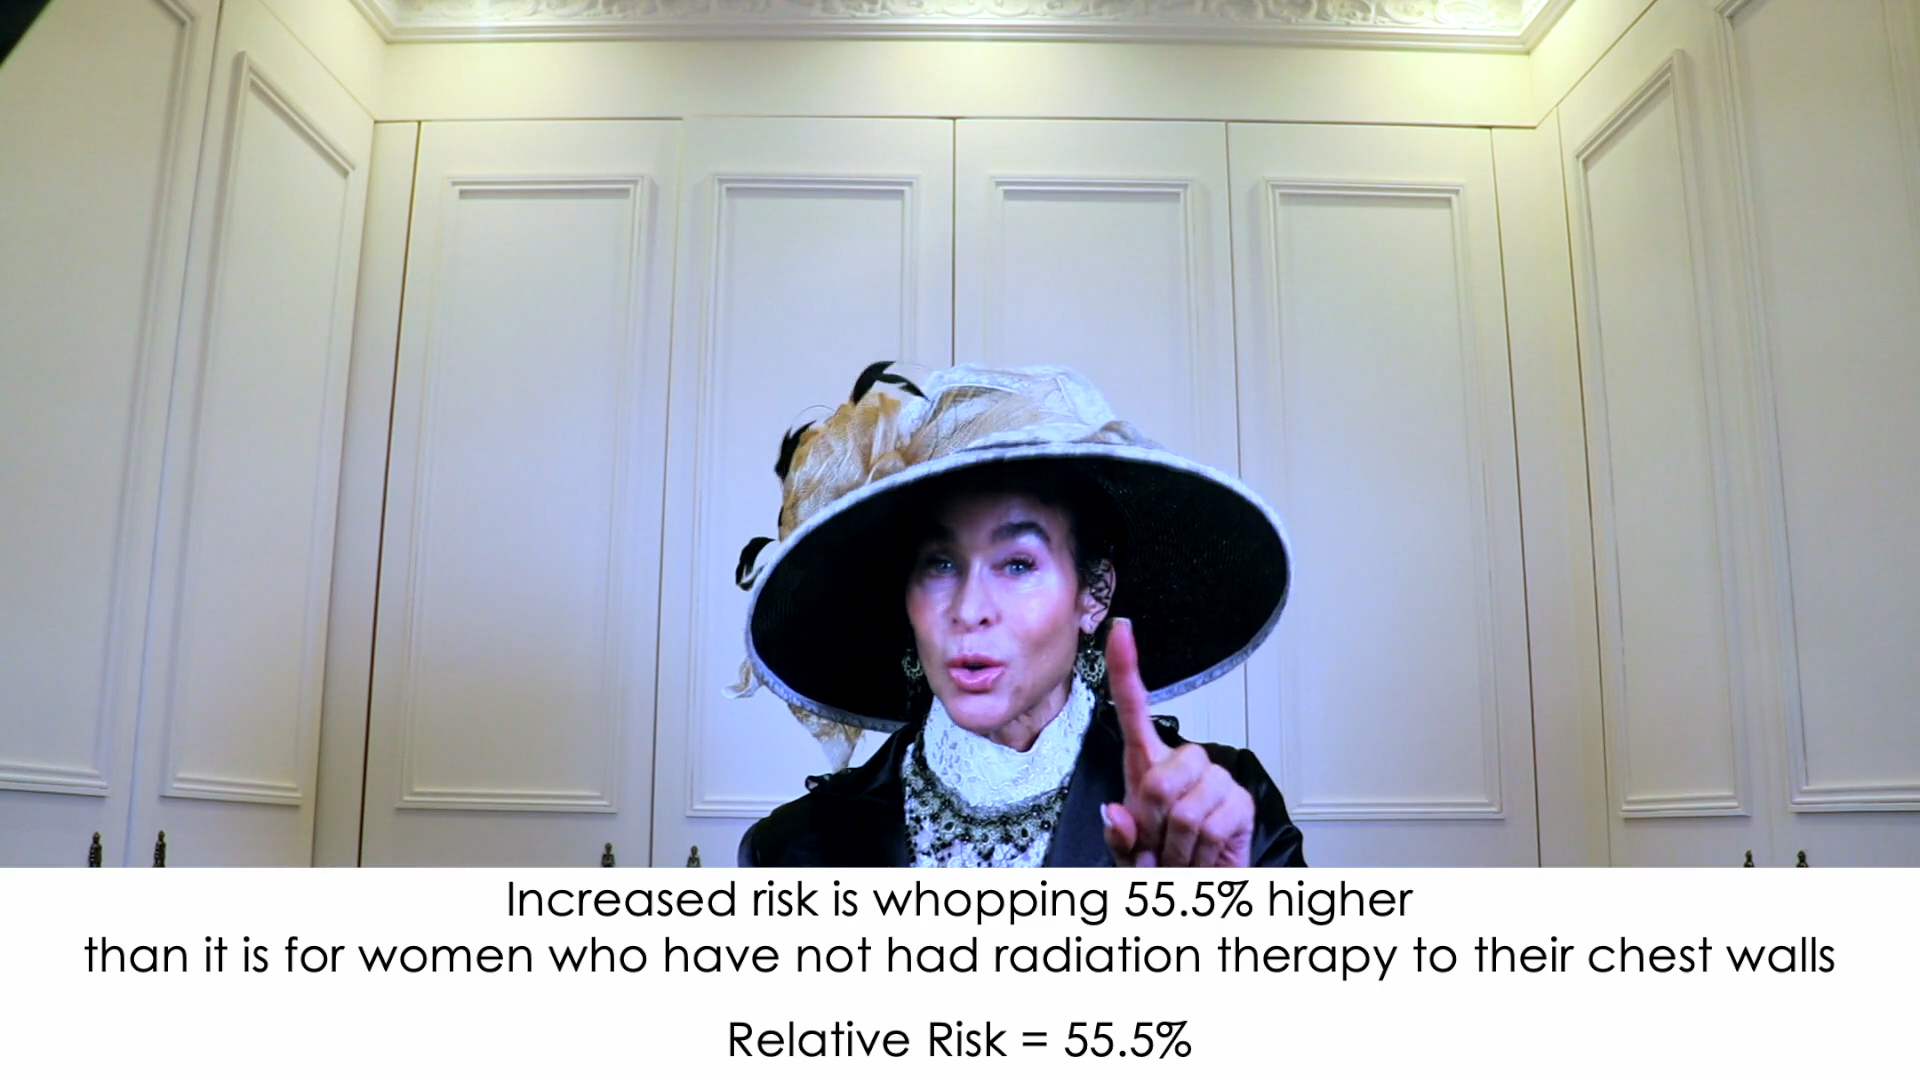 Increased risk is whopping 55.5% higher
than it is for women who have not had radiation therapy to their chest walls
Relative Risk = 55.5%